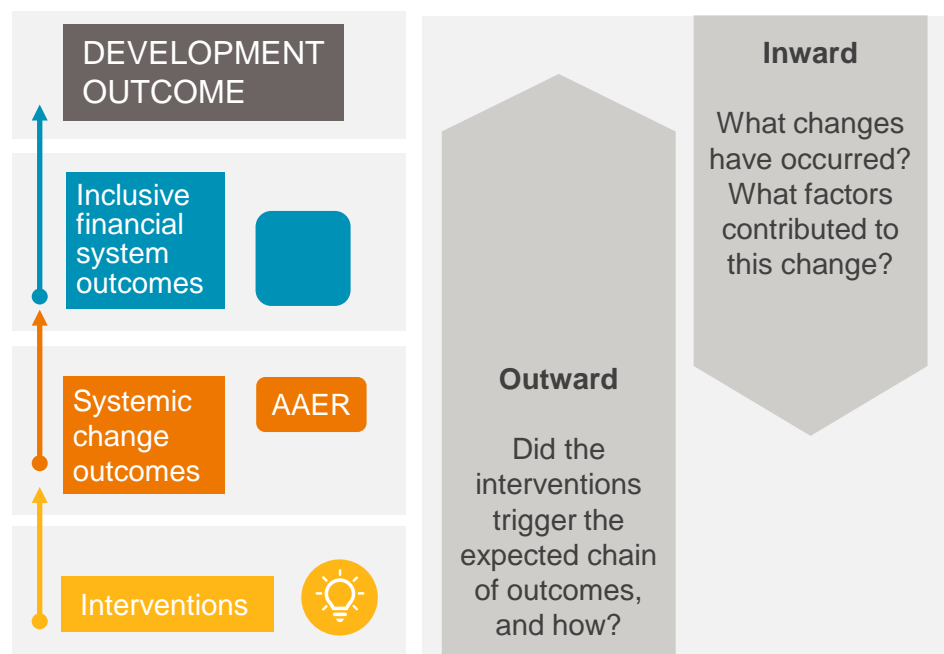 DEVELOPMENT
OUTCOME
Inclusive
financial
system
outcomes
Systemic
change
outcomes
AAER
Interventions
Outward
Did the
interventions
trigger the
expected chain
of outcomes,
and how?
Inward
What changes
have occurred?
What factors
contributed to
this change?